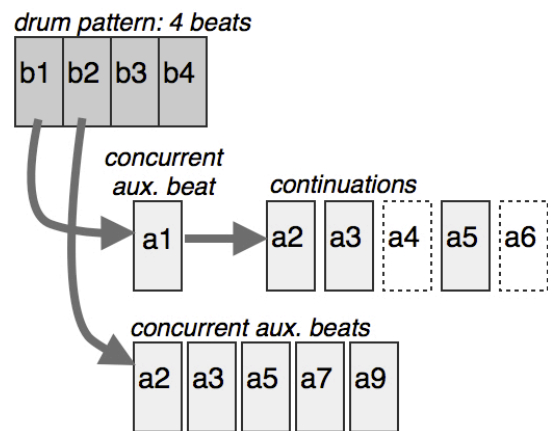 drum pattern: 4 beats
b1 b2 b3 b4
concurrent
aux. beat
continuations
a1 a2 a3 a4 a5 a6
concurrent aux. beats
a2 a3 a5 a7 a9